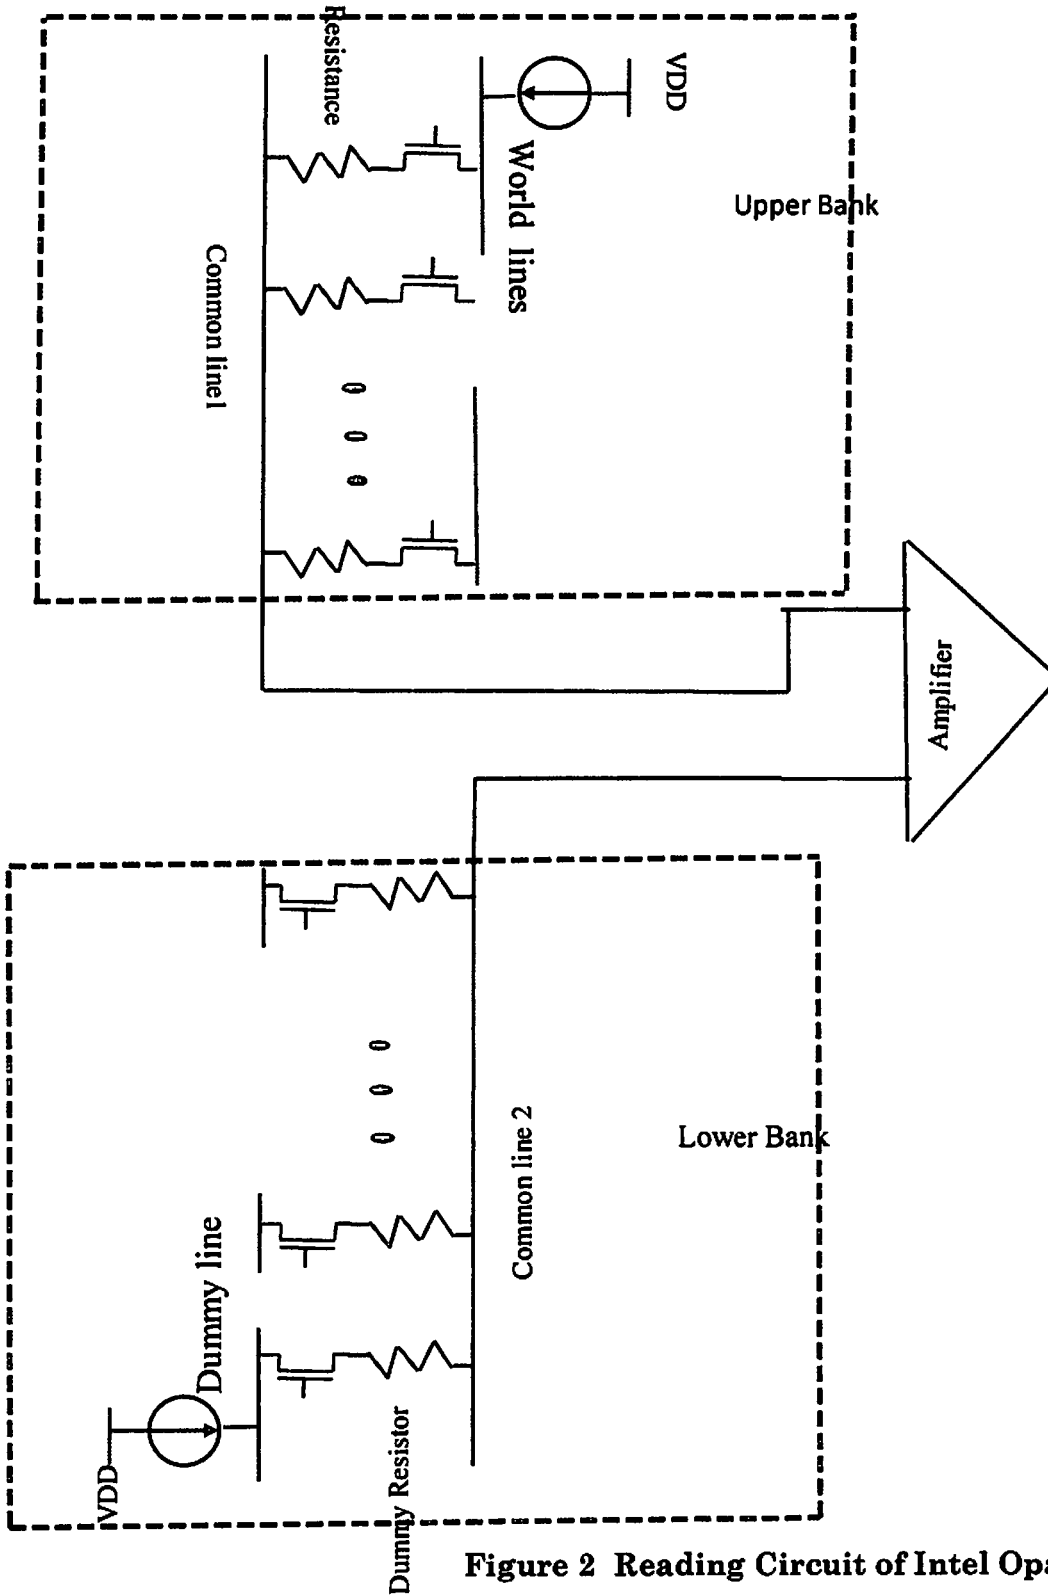 Resistance
VDD
World lines
Upper Bank
Common line1
Amplifier
Common line 2
Lower Bank
Dummy line
VDD
Dummy Resistor
Figure 2 Reading Circuit of Intel Opa